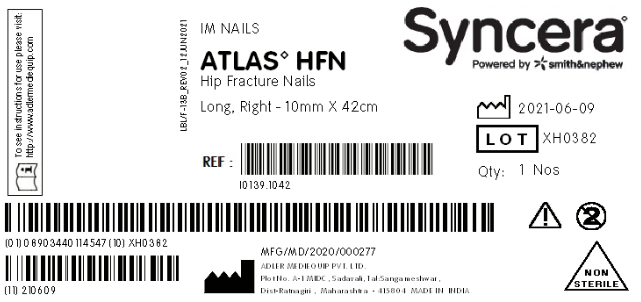 To see instructions for use please visit:
http://www.adlermediequip.com
LBL/F-13B_REV02_12JUN2021
IM NAILS
ATLAS◊ HFN
Hip Fracture Nails
Long, Right - 10mm X 42cm
REF :
I0139.1042
Syncera°
Powered by smith&nephew
2021-06-09
LOT XH0382
Qty: 1 Nos
(01)08903440114547(10) XH0382
(11) 210609
MFG/MD/2020/000277
ADLER MEDIEQUIP PVT. LTD.
Plot No. A-1 MIDC, Sadavali, Tal-Sangameshwar,
Dist-Ratnagiri, Maharashtra - 415804 MADE IN INDIA
2
NON
STERILE